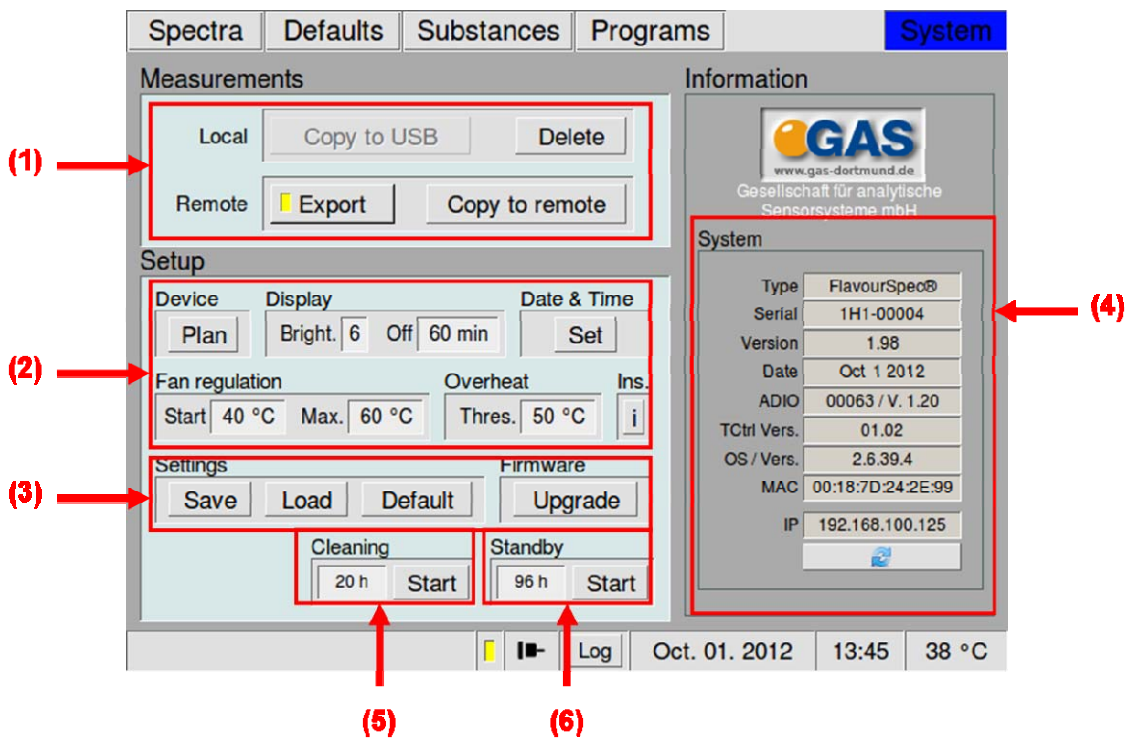 Spectra Defaults Substances Programs System
Measurements
Local Copy to USB Delete
Remote Export Copy to remote
Setup
Device Display Date & Time
Plan Bright. 6 Off 60 min Set
Fan regulation Overheat Ins.
Start 40 °C Max. 60 °C Thres. 50 °C i
Settings Firmware
Save Load Default Upgrade
Cleaning Standby
20 h Start 96 h Start
Information
GAS
www.gas-dortmund.de
Gesellschaft für analytische
Sensorsysteme mbH
System
Type FlavourSpec®
Serial 1H1-00004
Version 1.98
Date Oct 1 2012
ADIO 00063 / V. 1.20
TCtrl Vers. 01.02
OS / Vers. 2.6.39.4
MAC 00:18:7D:24:2E:99
IP 192.168.100.125
Log Oct. 01. 2012 13:45 38 °C
(1)
(2)
(3)
(4)
(5) (6)